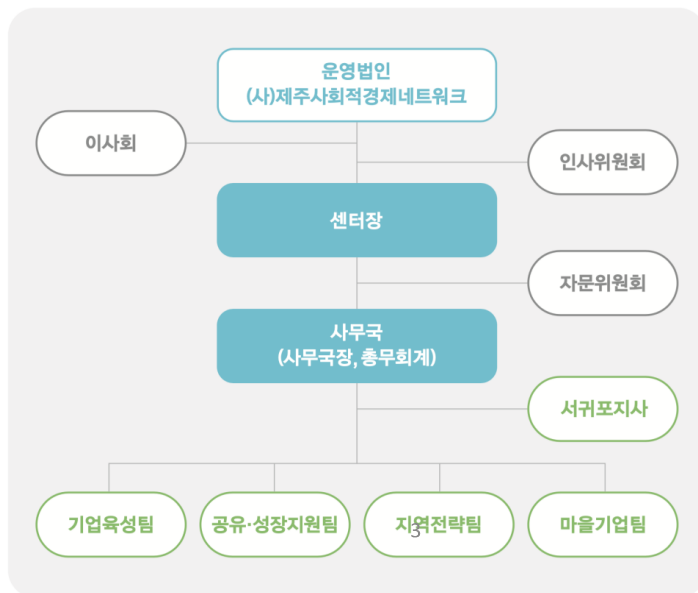 운영법인
(사)제주사회적경제네트워크
이사회
인사위원회
센터장
자문위원회
사무국
(사무국장, 총무회계)
서귀포지사
기업육성팀
공유·성장지원팀
지역전략팀
마을기업팀
3